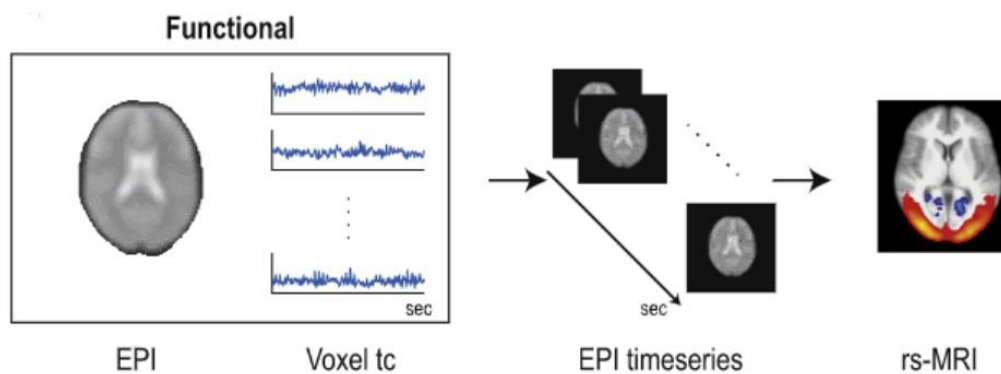 Functional
sec
sec
EPI
Voxel tc
EPI timeseries
rs-MRI